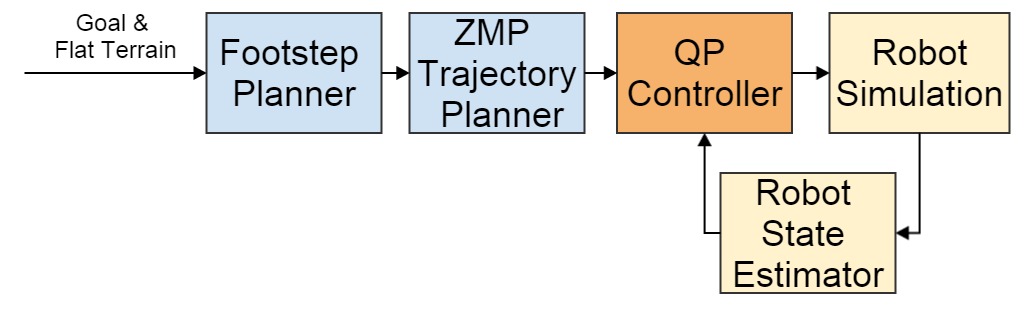 Goal &
Flat Terrain
Footstep
Planner
ZMP
Trajectory
Planner
QP
Controller
Robot
Simulation
Robot
State
Estimator